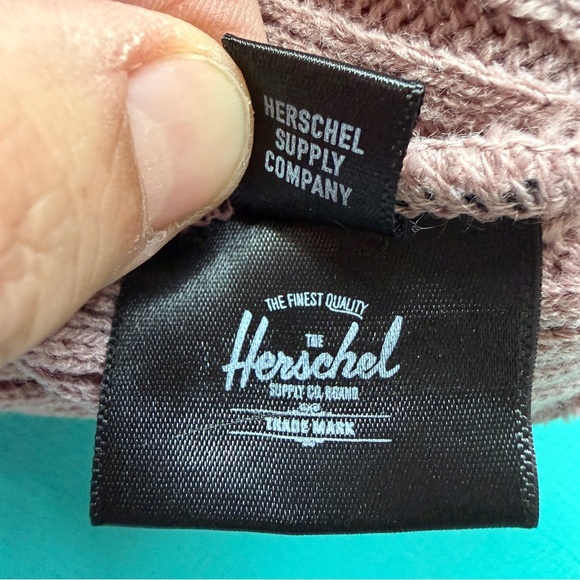 HERSCHEL
SUPPLY
COMPANY
THE FINEST QUALITY
THE
Herschel
SUPPLY CO. BRAND
TRADE MARK